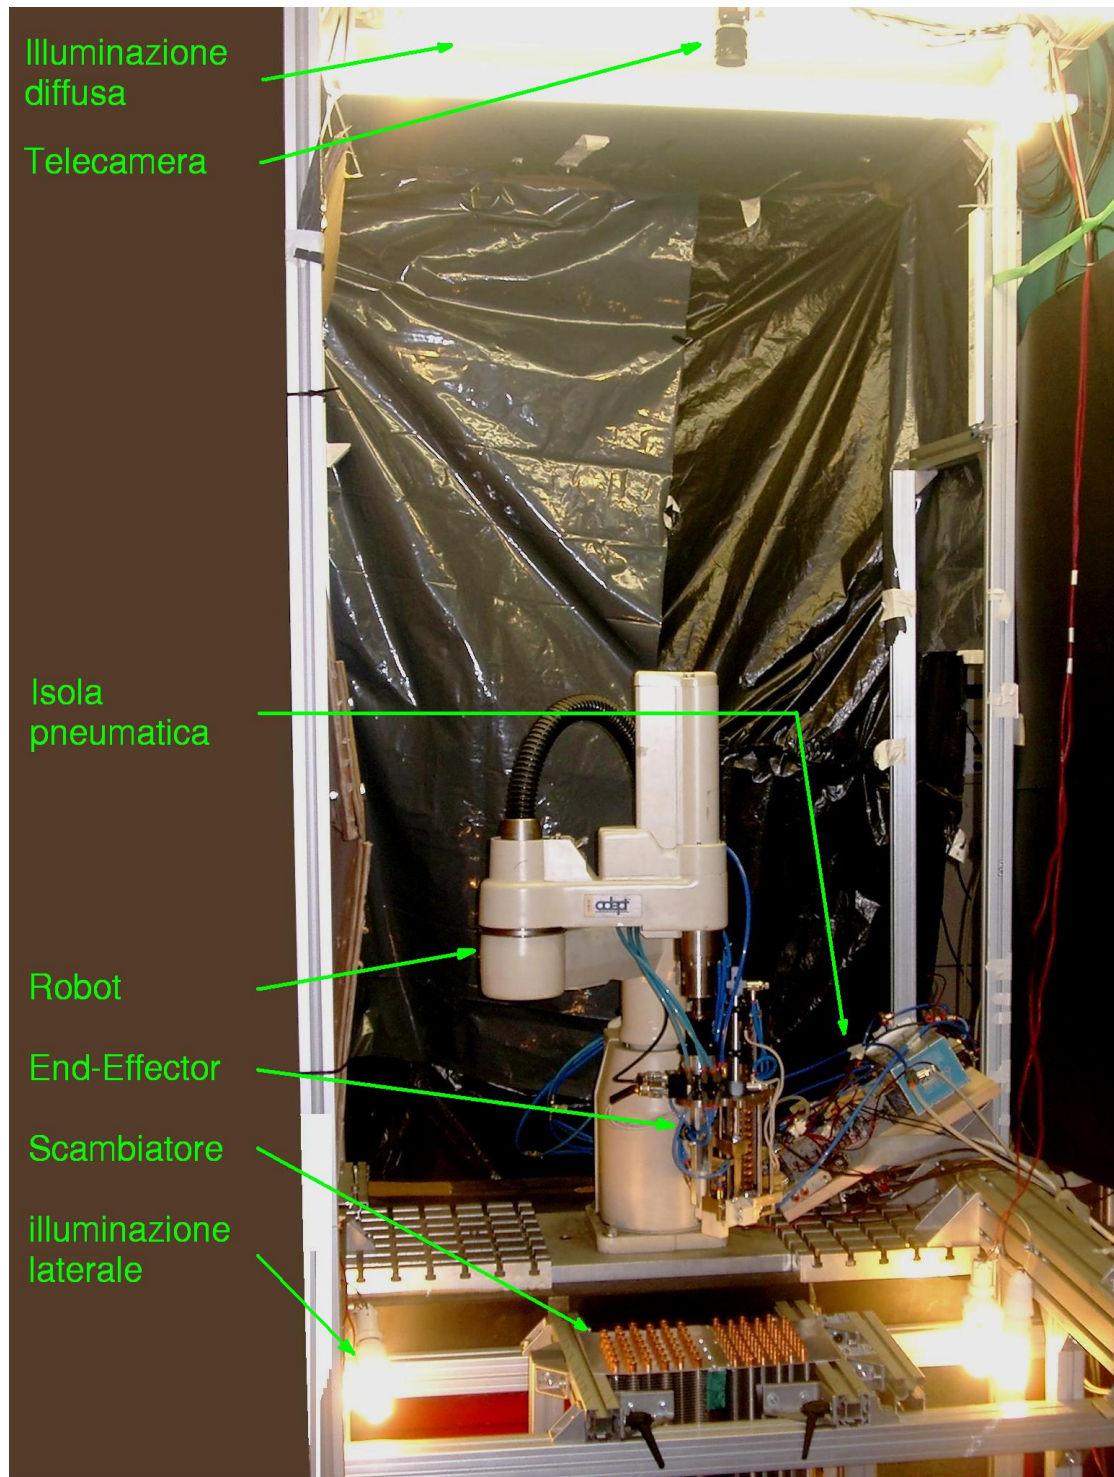 Illuminazione
diffusa
Telecamera
Isola
pneumatica
adept
Robot
End-Effector
Scambiatore
illuminazione
laterale